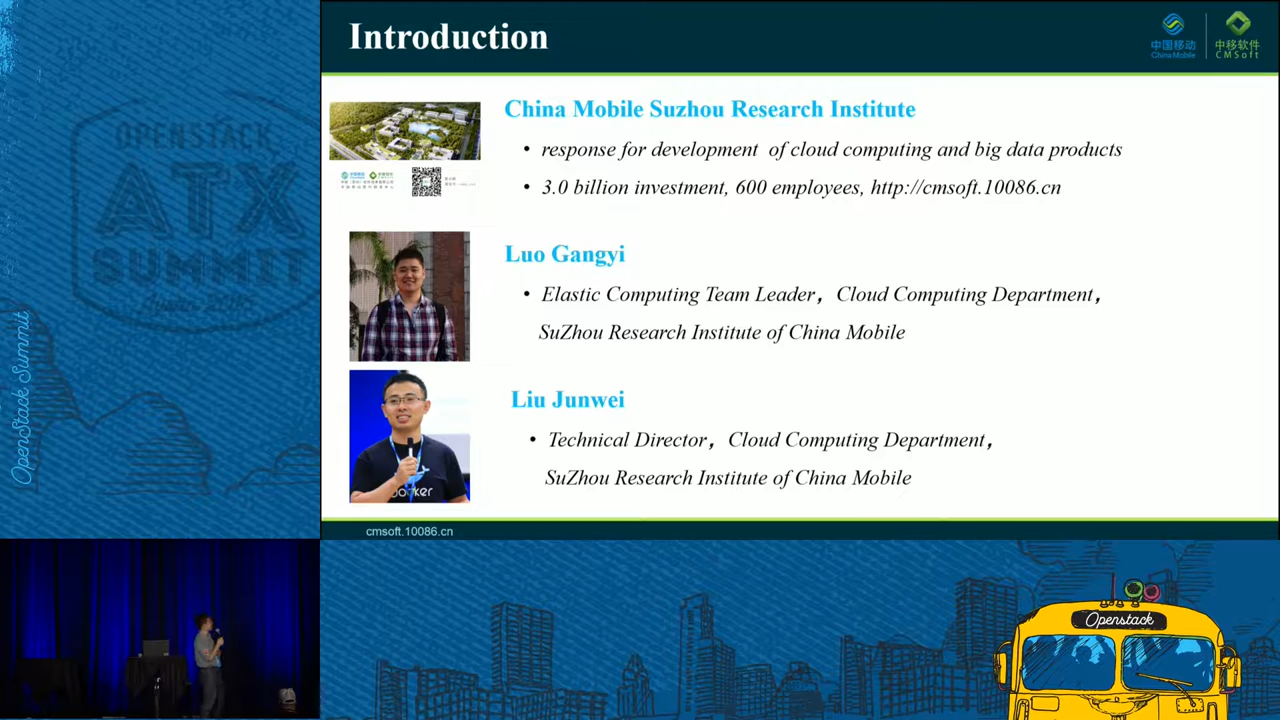 Introduction
中国移动
China Mobile
中移软件
CMSoft
China Mobile Suzhou Research Institute
• response for development of cloud computing and big data products
• 3.0 billion investment, 600 employees, http://cmsoft.10086.cn
Luo Gangyi
• Elastic Computing Team Leader，Cloud Computing Department，
SuZhou Research Institute of China Mobile
Liu Junwei
• Technical Director，Cloud Computing Department，
SuZhou Research Institute of China Mobile
cmsoft.10086.cn
OPENSTACK
ATX
SUMMIT
OpenStack Summit
Openstack